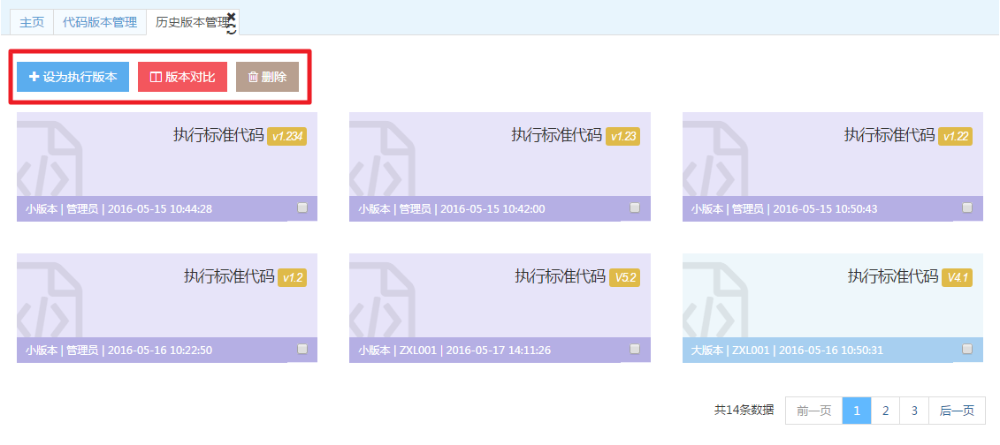 主页 代码版本管理 历史版本管理
设为执行版本 版本对比 删除
执行标准代码 v1.234 执行标准代码 v1.23 执行标准代码 v1.22
小版本 | 管理员 | 2016-05-15 10:44:28 小版本 | 管理员 | 2016-05-15 10:42:00 小版本 | 管理员 | 2016-05-15 10:50:43
执行标准代码 v1.2 执行标准代码 V5.2 执行标准代码 V4.1
小版本 | 管理员 | 2016-05-16 10:22:50 小版本 | ZXL001 | 2016-05-17 14:11:26 大版本 | ZXL001 | 2016-05-16 10:50:31
共14条数据 前一页 1 2 3 后一页